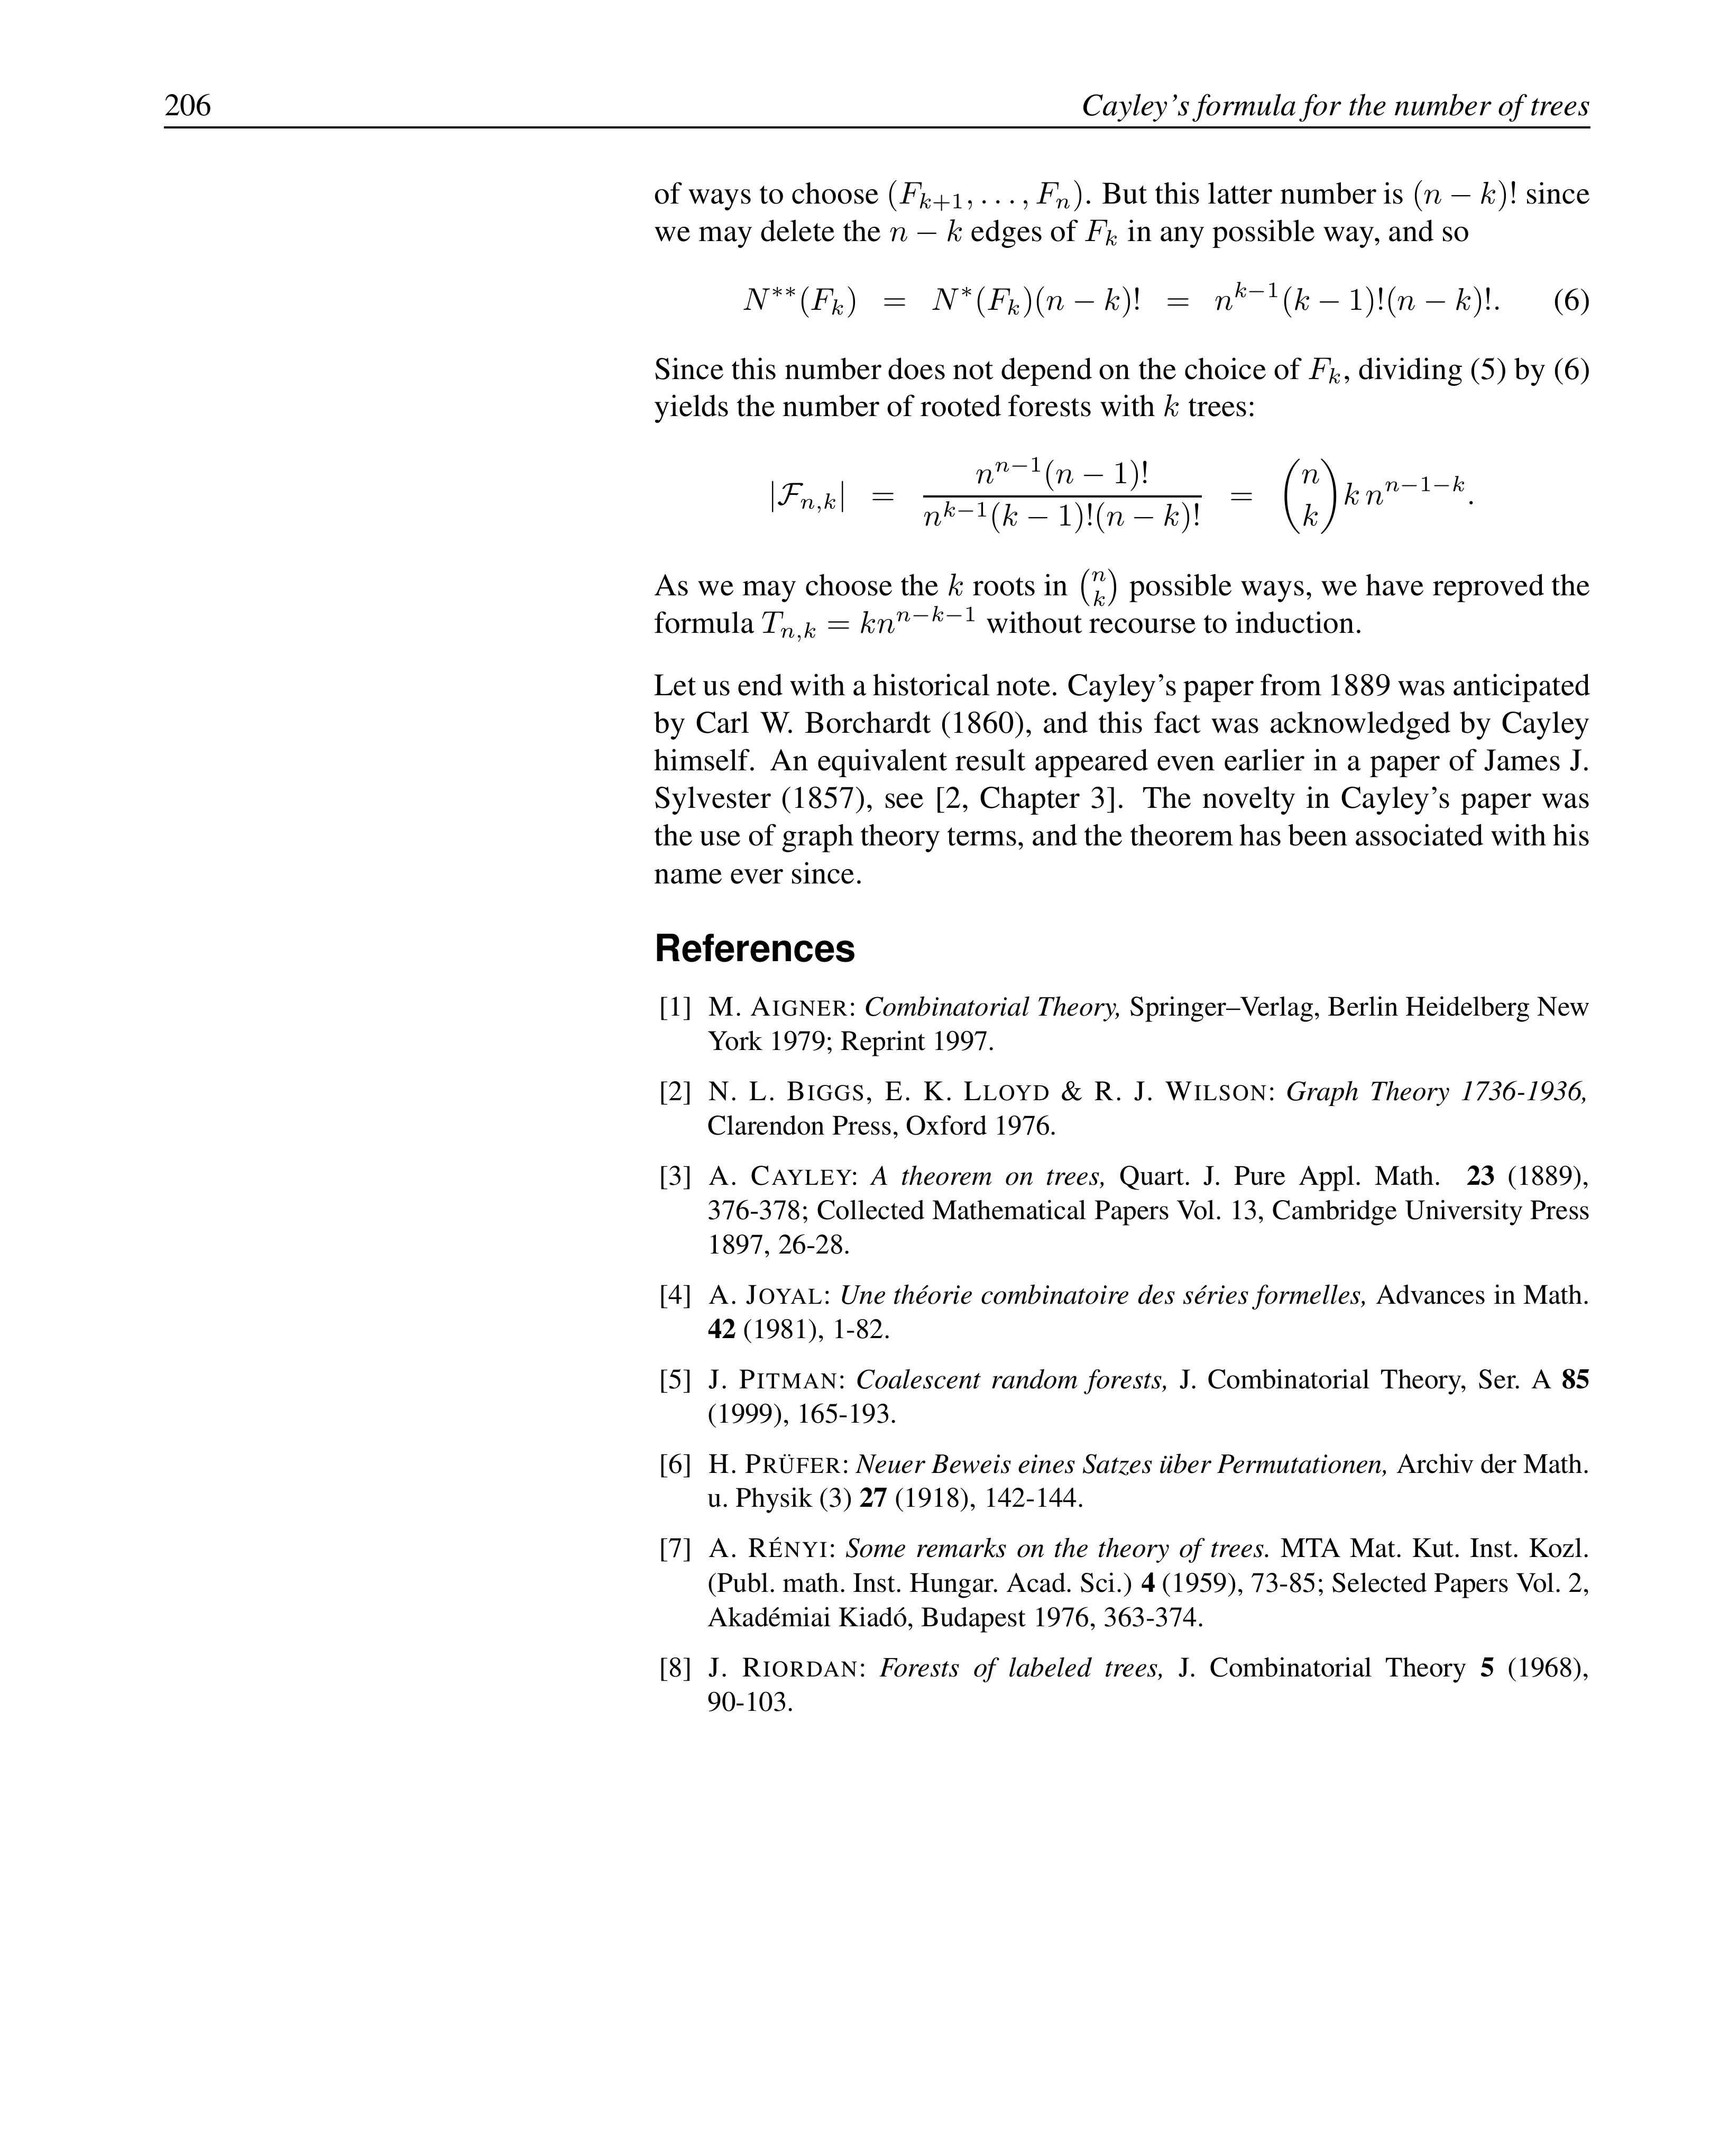 206 Cayley's formula for the number of trees
of ways to choose (F_{k+1}, . . . , F_n). But this latter number is (n − k)! since
we may delete the n − k edges of F_k in any possible way, and so
N^{**}(F_k) = N^*(F_k)(n − k)! = n^{k−1}(k − 1)!(n − k)!. (6)
Since this number does not depend on the choice of F_k, dividing (5) by (6)
yields the number of rooted forests with k trees:
|\mathcal{F}_{n,k}| = \frac{n^{n−1}(n − 1)!}{n^{k−1}(k − 1)!(n − k)!} = \binom{n}{k} k n^{n−1−k}.
As we may choose the k roots in \binom{n}{k} possible ways, we have reproved the
formula T_{n,k} = kn^{n−k−1} without recourse to induction.
Let us end with a historical note. Cayley's paper from 1889 was anticipated
by Carl W. Borchardt (1860), and this fact was acknowledged by Cayley
himself. An equivalent result appeared even earlier in a paper of James J.
Sylvester (1857), see [2, Chapter 3]. The novelty in Cayley's paper was
the use of graph theory terms, and the theorem has been associated with his
name ever since.
References
[1] M. AIGNER: Combinatorial Theory, Springer–Verlag, Berlin Heidelberg New
York 1979; Reprint 1997.
[2] N. L. BIGGS, E. K. LLOYD & R. J. WILSON: Graph Theory 1736-1936,
Clarendon Press, Oxford 1976.
[3] A. CAYLEY: A theorem on trees, Quart. J. Pure Appl. Math. 23 (1889),
376-378; Collected Mathematical Papers Vol. 13, Cambridge University Press
1897, 26-28.
[4] A. JOYAL: Une théorie combinatoire des séries formelles, Advances in Math.
42 (1981), 1-82.
[5] J. PITMAN: Coalescent random forests, J. Combinatorial Theory, Ser. A 85
(1999), 165-193.
[6] H. PRÜFER: Neuer Beweis eines Satzes über Permutationen, Archiv der Math.
u. Physik (3) 27 (1918), 142-144.
[7] A. RÉNYI: Some remarks on the theory of trees. MTA Mat. Kut. Inst. Kozl.
(Publ. math. Inst. Hungar. Acad. Sci.) 4 (1959), 73-85; Selected Papers Vol. 2,
Akadémiai Kiadó, Budapest 1976, 363-374.
[8] J. RIORDAN: Forests of labeled trees, J. Combinatorial Theory 5 (1968),
90-103.